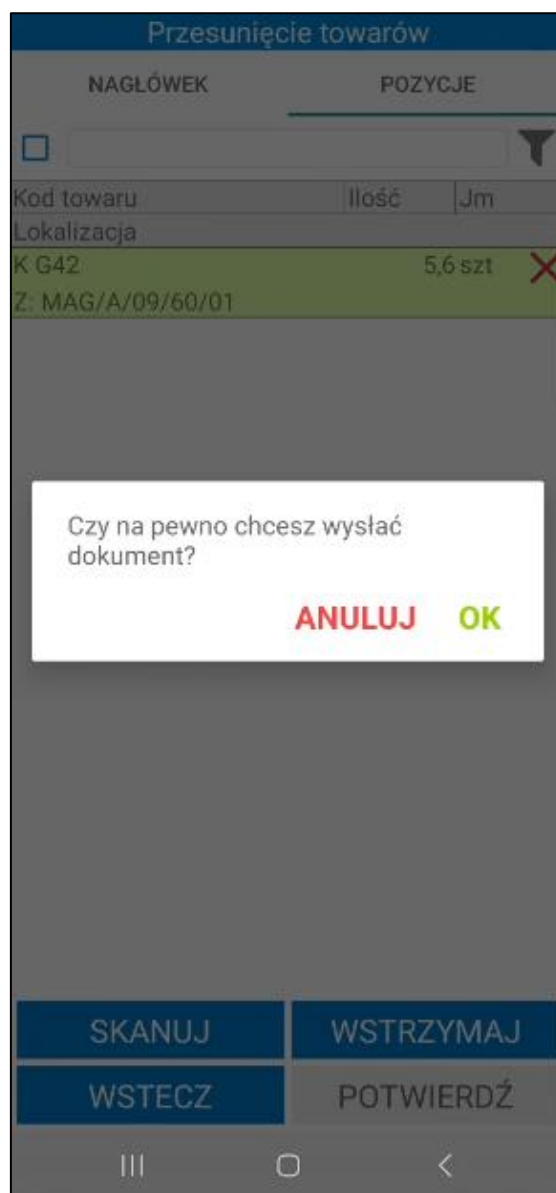 Przesunięcie towarów
NAGŁÓWEK POZYCJE
Kod towaru Ilość Jm
Lokalizacja
K G42 5,6 szt
Z: MAG/A/09/60/01
Czy na pewno chcesz wysłać
dokument?
ANULUJ OK
SKANUJ WSTRZYMAJ
WSTECZ POTWIERDŹ